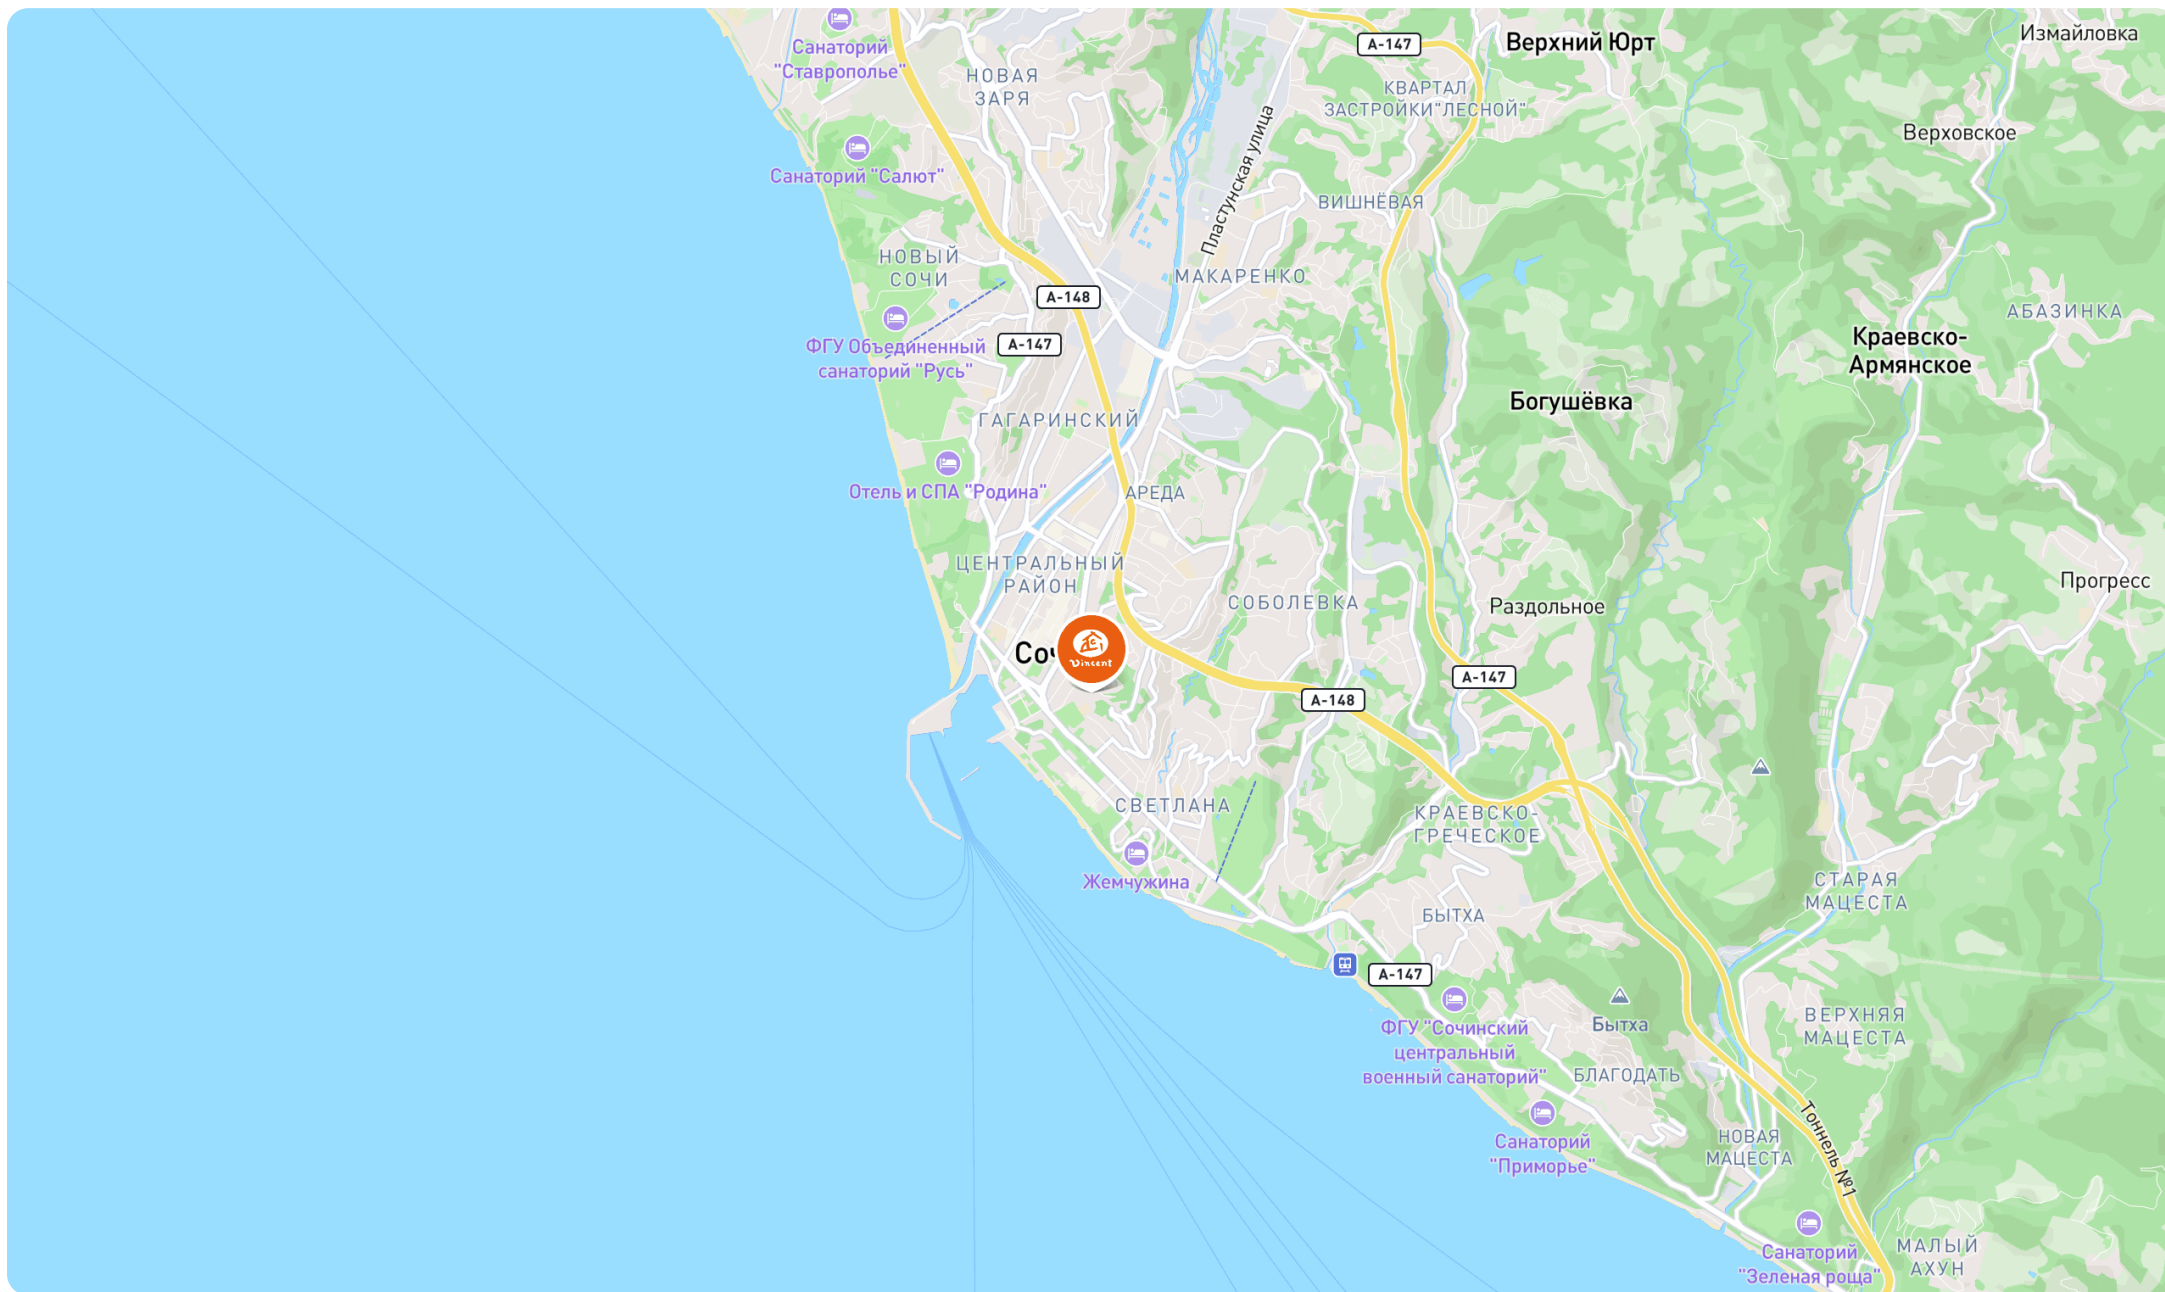 Санаторий
"Ставрополье"
НОВАЯ
ЗАРЯ
А-147
Верхний Юрт
Измайловка
КВАРТАЛ
ЗАСТРОЙКИ"ЛЕСНОЙ"
Верховское
Санаторий "Салют"
Пластунская улица
ВИШНЁВАЯ
НОВЫЙ
СОЧИ
МАКАРЕНКО
А-148
АБАЗИНКА
ФГУ Объединенный
санаторий "Русь"
А-147
Краевско-
Армянское
Богушёвка
ГАГАРИНСКИЙ
Отель и СПА "Родина"
АРЕДА
ЦЕНТРАЛЬНЫЙ
РАЙОН
Прогресс
СОБОЛЕВКА
Раздольное
Соч
Vincent
А-147
А-148
СВЕТЛАНА
КРАЕВСКО-
ГРЕЧЕСКОЕ
Жемчужина
СТАРАЯ
МАЦЕСТА
БЫТХА
А-147
ФГУ "Сочинский
центральный
военный санаторий"
Бытха
ВЕРХНЯЯ
МАЦЕСТА
БЛАГОДАТЬ
Санаторий
"Приморье"
НОВАЯ
МАЦЕСТА
Тоннель №1
Санаторий
"Зеленая роща"
МАЛЫЙ
АХУН